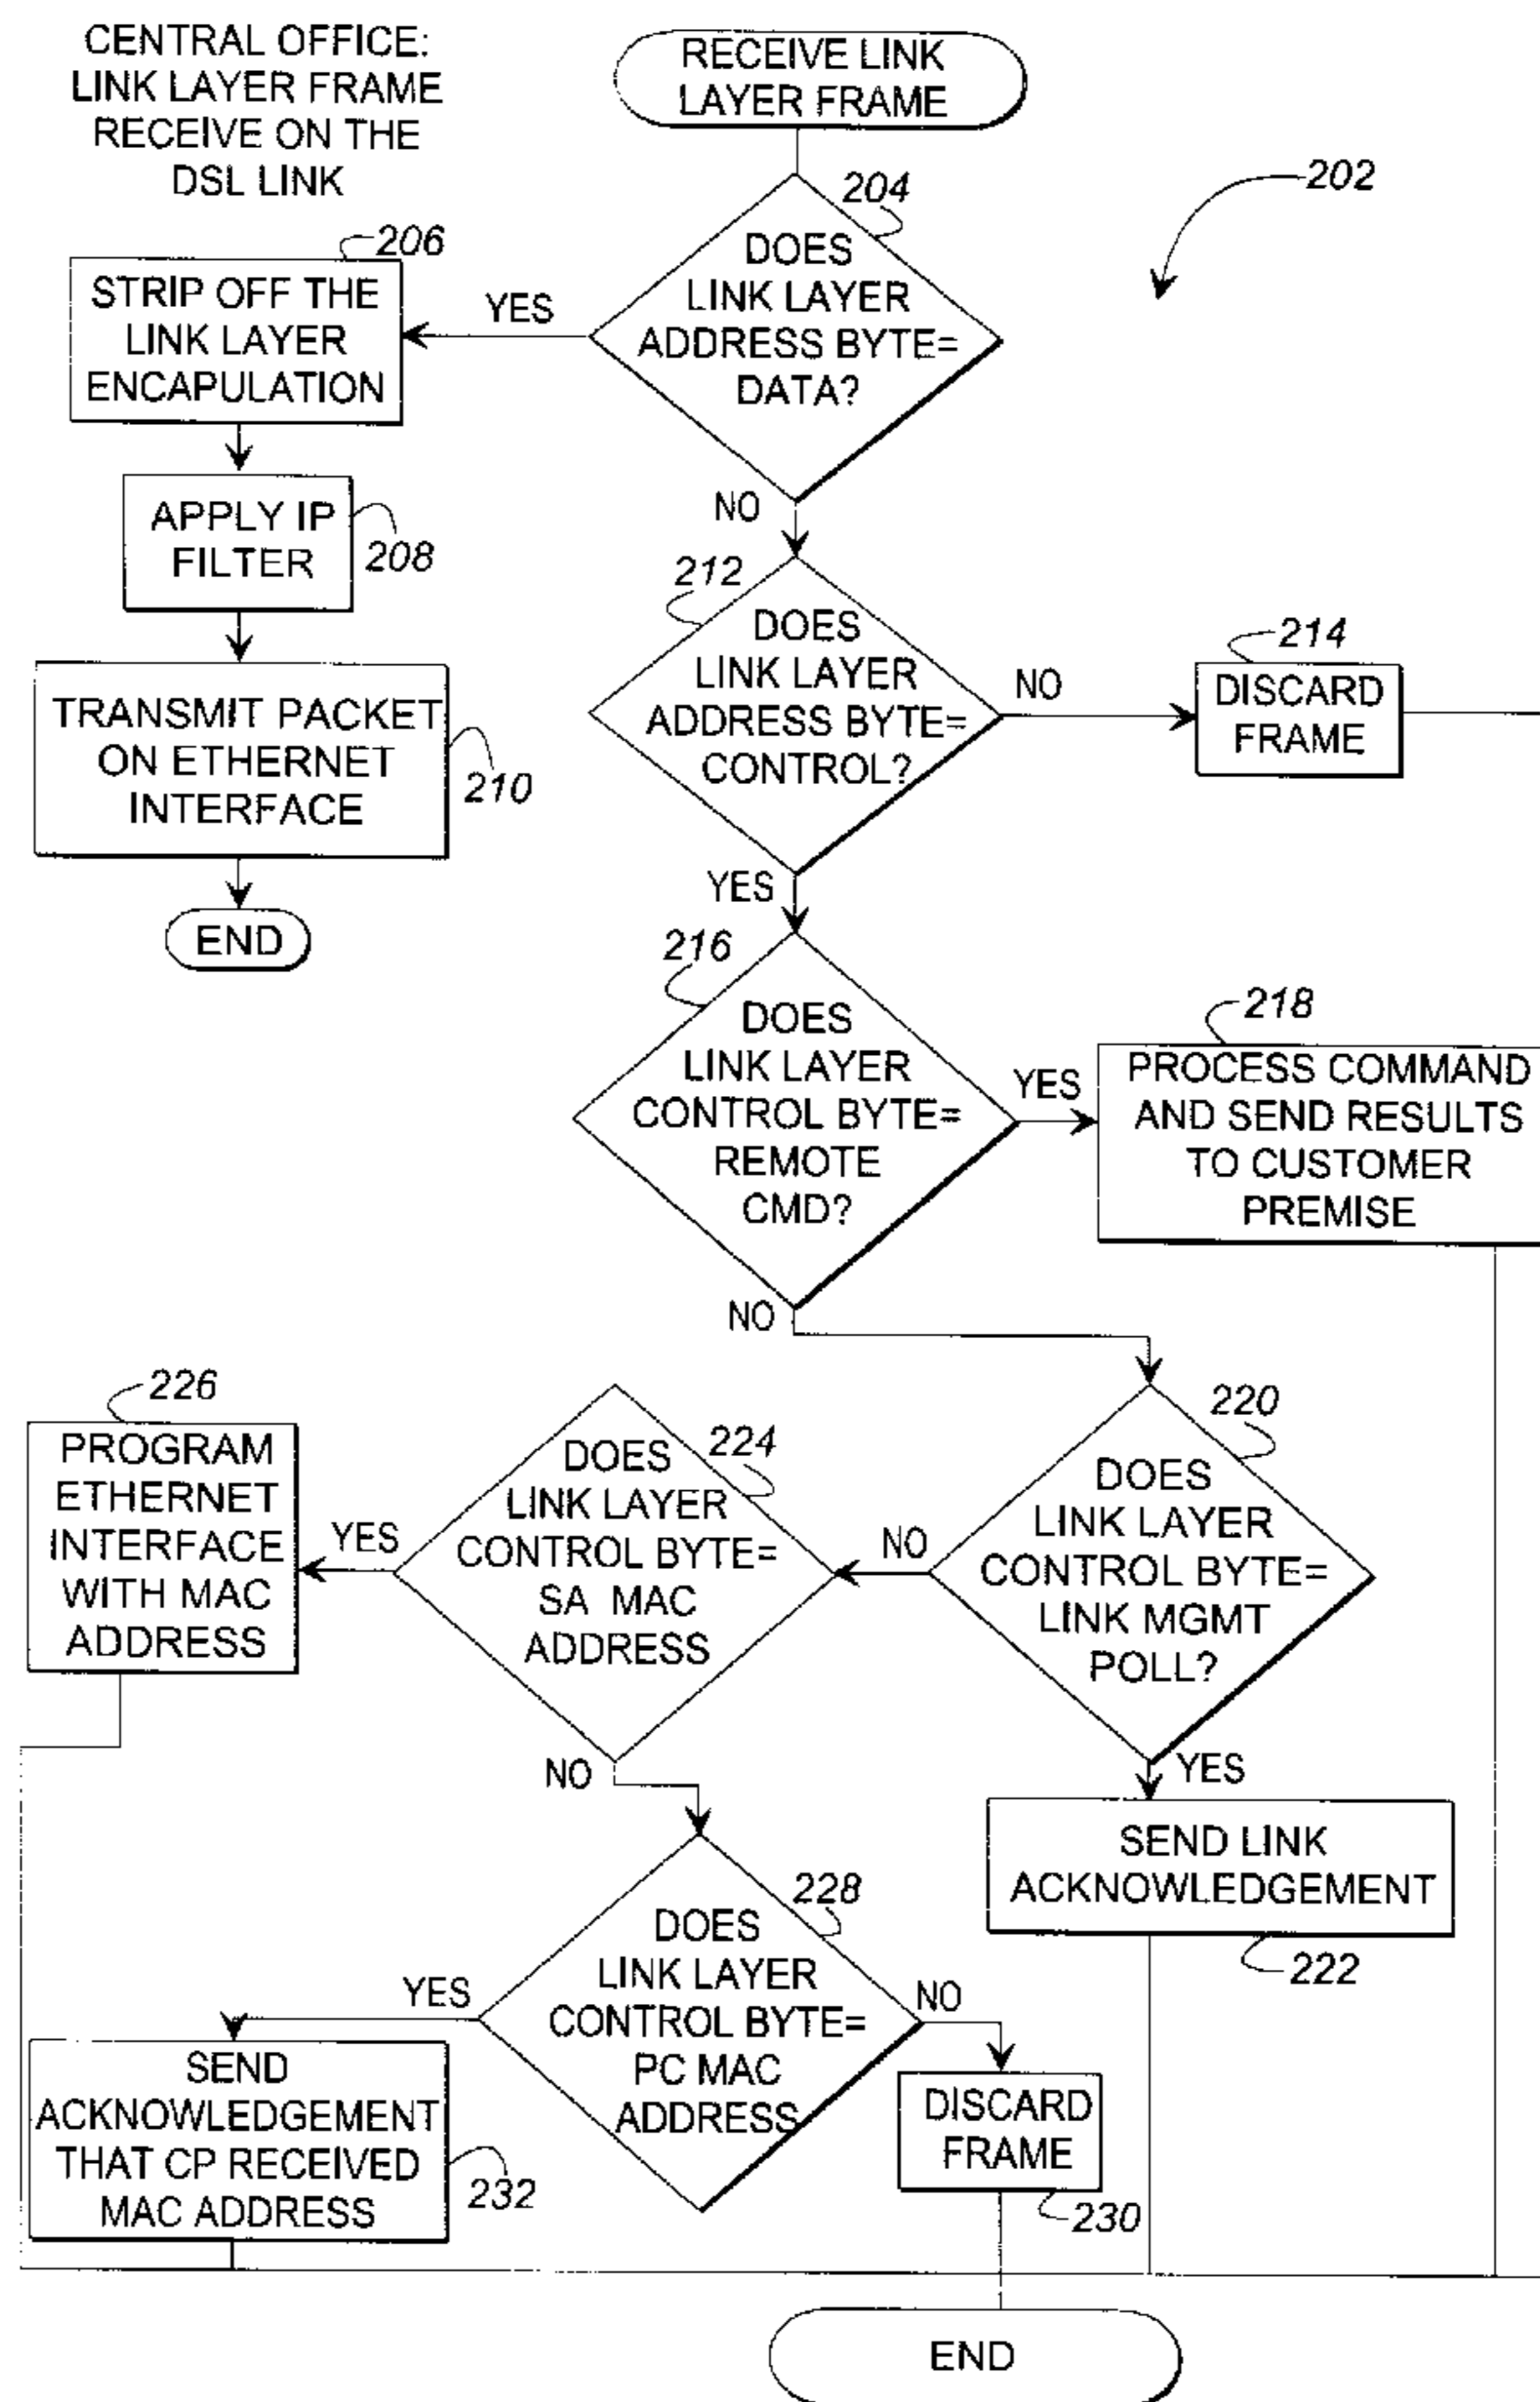 CENTRAL OFFICE:
LINK LAYER FRAME
RECEIVE ON THE
DSL LINK
RECEIVE LINK
LAYER FRAME
202
204
DOES
LINK LAYER
ADDRESS BYTE=
DATA?
YES
206
STRIP OFF THE
LINK LAYER
ENCAPULATION
APPLY IP
FILTER
208
TRANSMIT PACKET
ON ETHERNET
INTERFACE
210
END
NO
212
DOES
LINK LAYER
ADDRESS BYTE=
CONTROL?
NO
214
DISCARD
FRAME
YES
216
DOES
LINK LAYER
CONTROL BYTE=
REMOTE
CMD?
YES
218
PROCESS COMMAND
AND SEND RESULTS
TO CUSTOMER
PREMISE
NO
220
DOES
LINK LAYER
CONTROL BYTE=
LINK MGMT
POLL?
NO
224
DOES
LINK LAYER
CONTROL BYTE=
SA MAC
ADDRESS
YES
226
PROGRAM
ETHERNET
INTERFACE
WITH MAC
ADDRESS
YES
SEND LINK
ACKNOWLEDGEMENT
222
NO
228
DOES
LINK LAYER
CONTROL BYTE=
PC MAC
ADDRESS
YES
SEND
ACKNOWLEDGEMENT
THAT CP RECEIVED
MAC ADDRESS
232
NO
DISCARD
FRAME
230
END